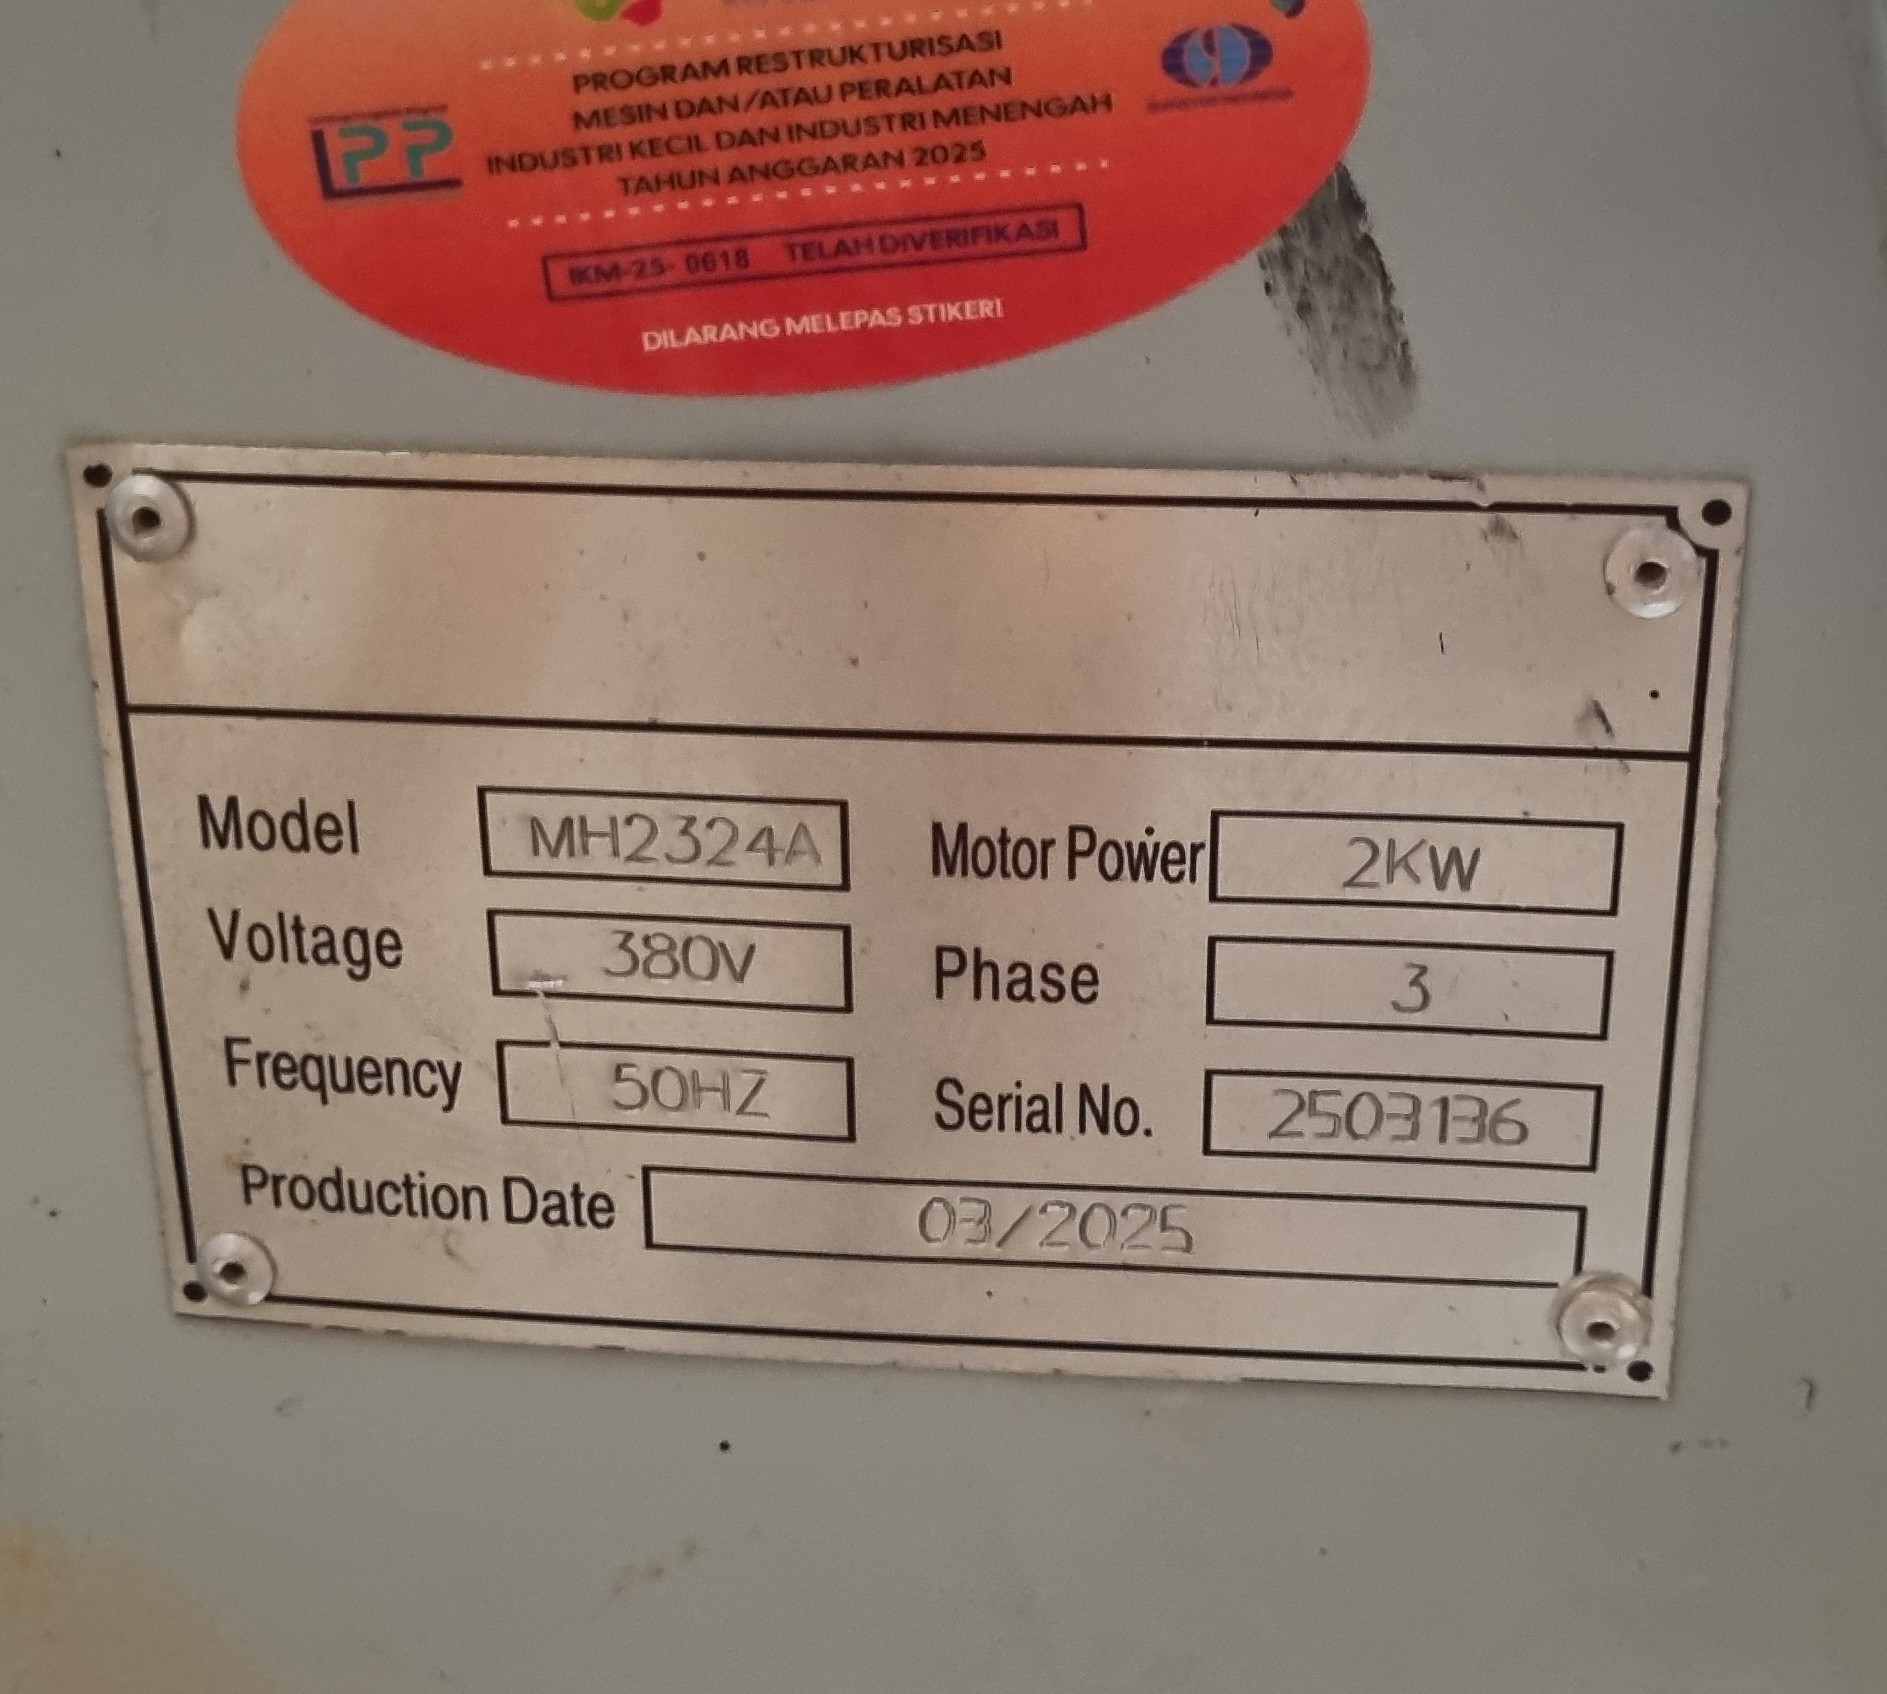 PROGRAM RESTRUKTURISASI
MESIN DAN/ATAU PERALATAN
INDUSTRI KECIL DAN INDUSTRI MENENGAH
TAHUN ANGGARAN 2025
LPP
IKM-25- 0618 TELAH DIVERIFIKASI
DILARANG MELEPAS STIKER!
Model MH2324A Motor Power 2KW
Voltage 380V Phase 3
Frequency 50HZ Serial No. 2503136
Production Date 03/2025